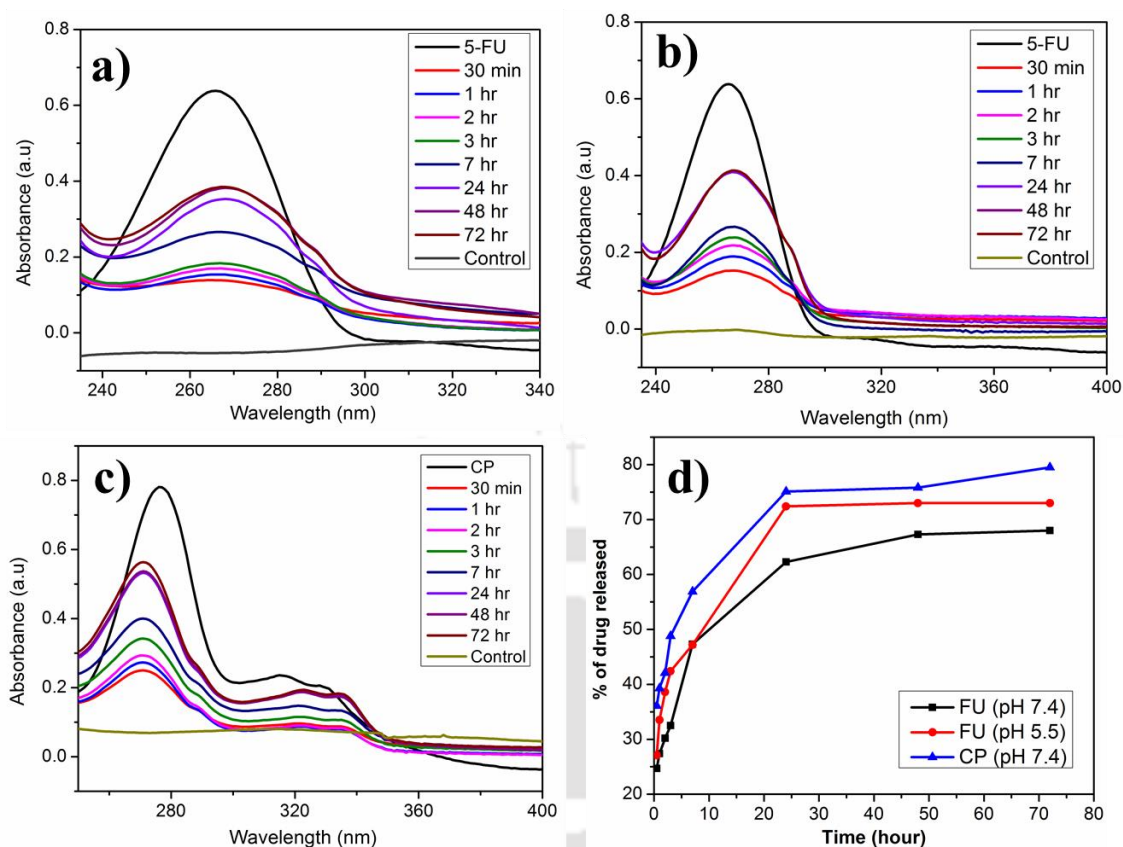 a)
0.8
0.6
0.4
0.2
0.0
Absorbance (a.u)
240 260 280 300 320 340
Wavelength (nm)
5-FU
30 min
1 hr
2 hr
3 hr
7 hr
24 hr
48 hr
72 hr
Control
b)
0.8
0.6
0.4
0.2
0.0
Absorbance (a.u)
240 280 320 360 400
Wavelength (nm)
5-FU
30 min
1 hr
2 hr
3 hr
7 hr
24 hr
48 hr
72 hr
Control
c)
0.8
0.6
0.4
0.2
0.0
Absorbance (a.u)
280 320 360 400
Wavelength (nm)
CP
30 min
1 hr
2 hr
3 hr
7 hr
24 hr
48 hr
72 hr
Control
d)
80
70
60
50
40
30
20
% of drug released
0 10 20 30 40 50 60 70 80
Time (hour)
FU (pH 7.4)
FU (pH 5.5)
CP (pH 7.4)